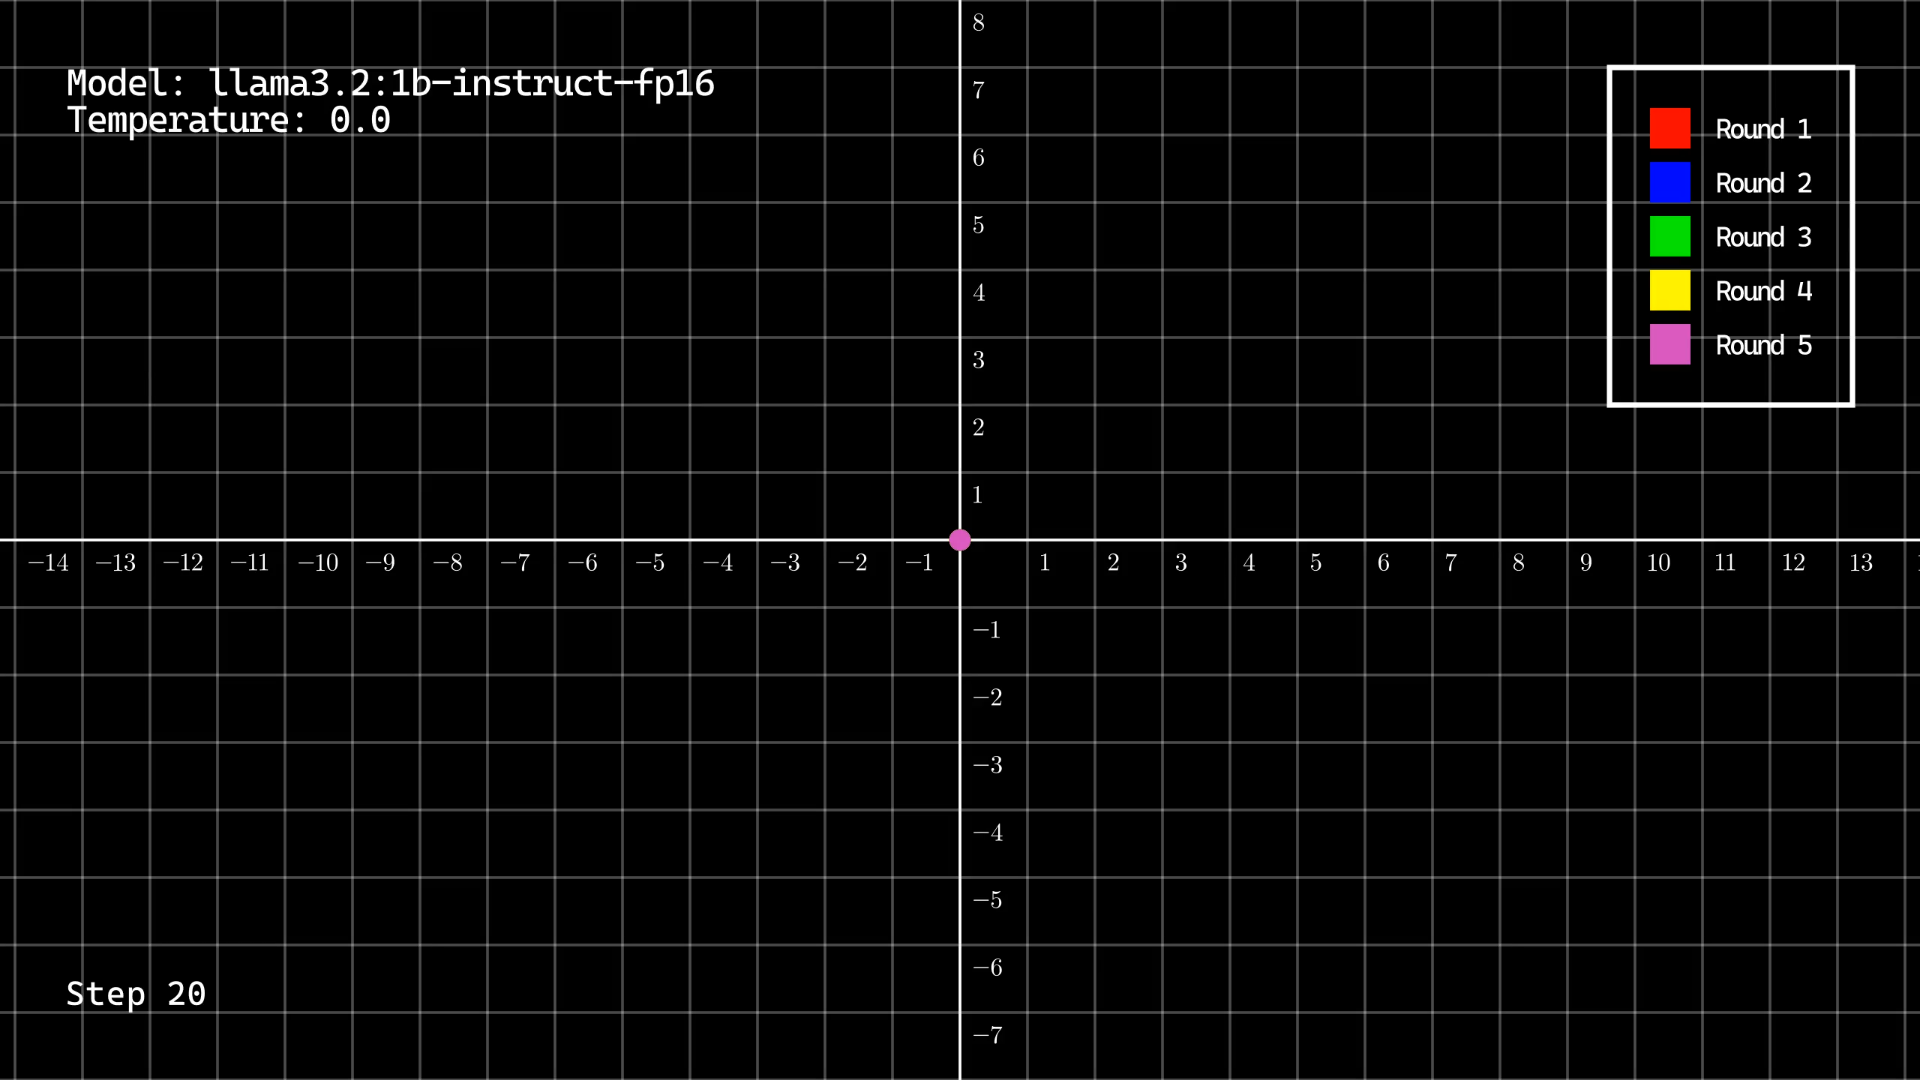 Model: llama3.2:1b-instruct-fp16
Temperature: 0.0
Round 1
Round 2
Round 3
Round 4
Round 5
8
7
6
5
4
3
2
1
−14 −13 −12 −11 −10 −9 −8 −7 −6 −5 −4 −3 −2 −1 1 2 3 4 5 6 7 8 9 10 11 12 13
−1
−2
−3
−4
−5
−6
−7
Step 20